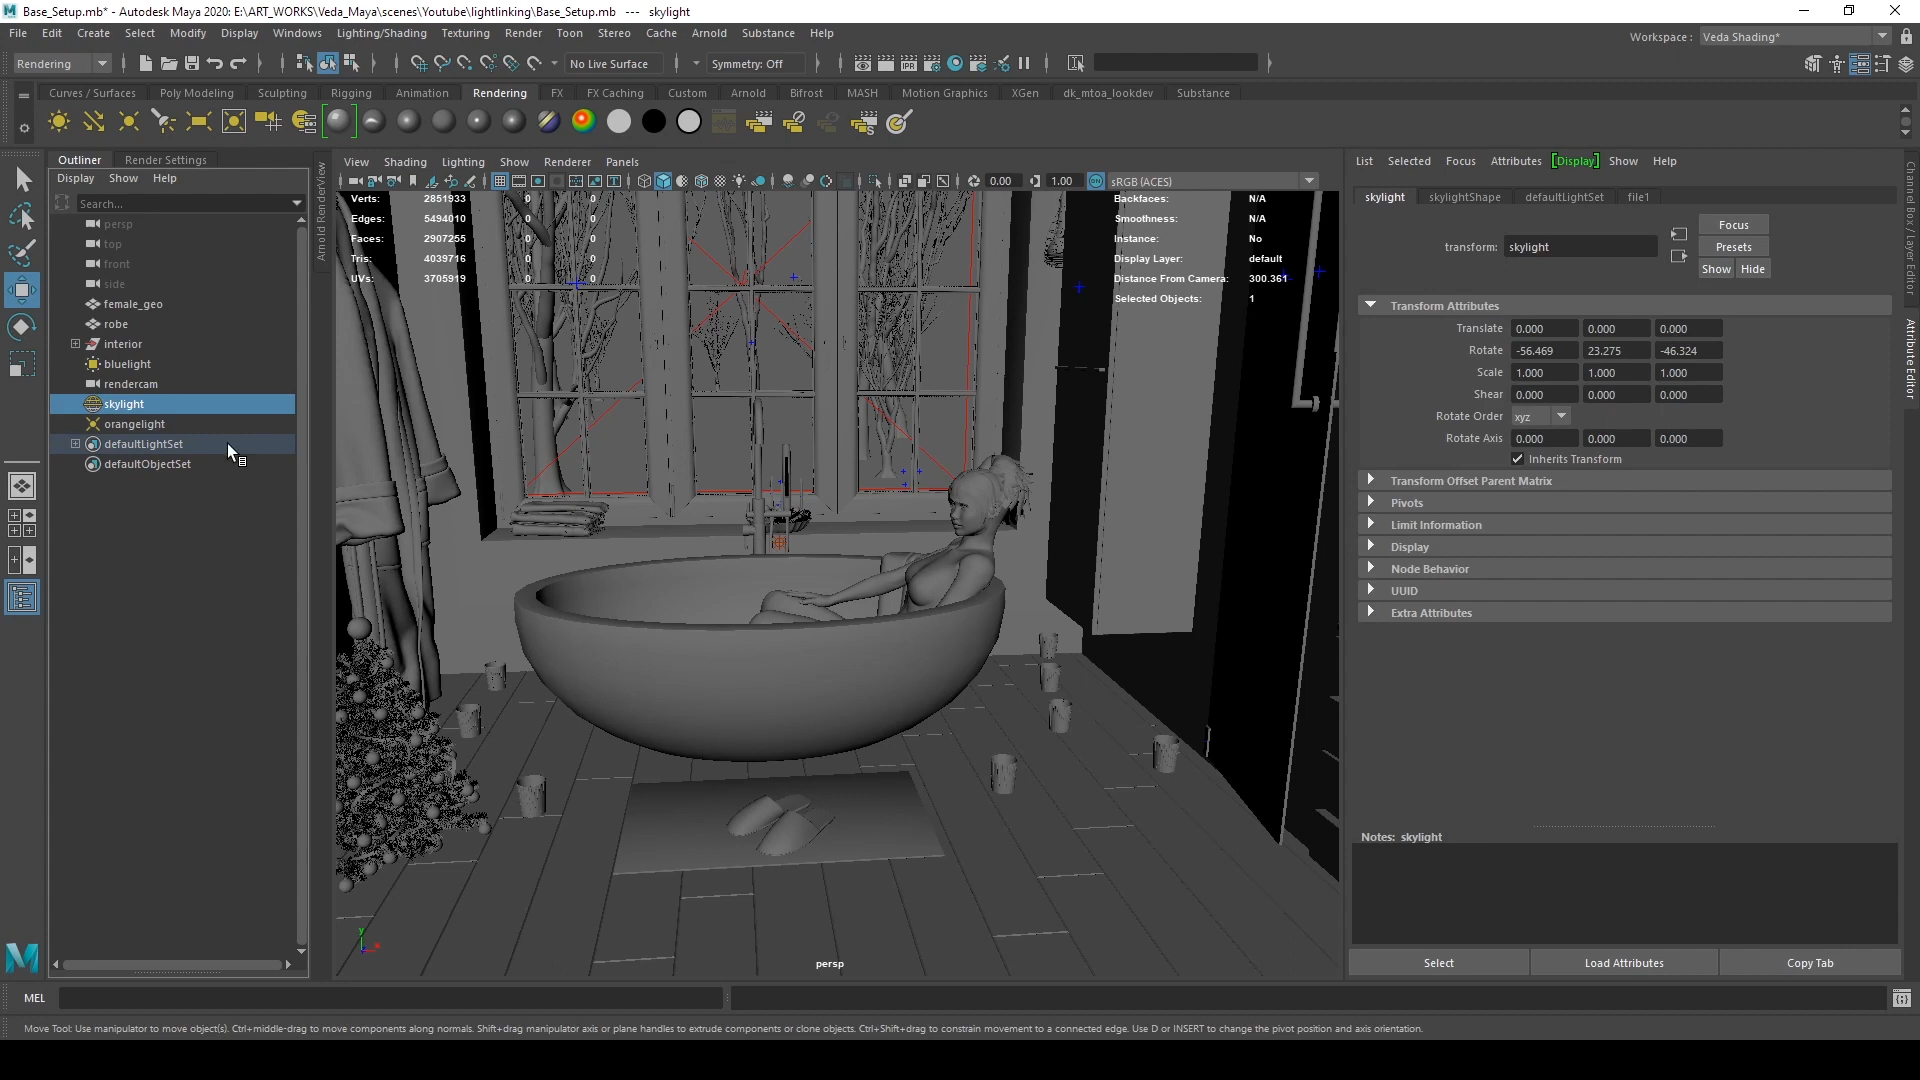 Base_Setup.mb* - Autodesk Maya 2020: E:\ART_WORKS\Veda_Maya\scenes\Youtube\lightlinking\Base_Setup.mb --- skylight
File Edit Create Select Modify Display Windows Lighting/Shading Texturing Render Toon Stereo Cache Arnold Substance Help
Workspace : Veda Shading*
Rendering No Live Surface Symmetry: Off
Curves / Surfaces Poly Modeling Sculpting Rigging Animation Rendering FX FX Caching Custom Arnold Bifrost MASH Motion Graphics XGen dk_mtoa_lookdev Substance
Outliner Render Settings
Display Show Help
Search...
persp
top
front
side
female_geo
robe
interior
bluelight
rendercam
skylight
orangelight
defaultLightSet
defaultObjectSet
Arnold RenderView
View Shading Lighting Show Renderer Panels
0.00 1.00 ON sRGB (ACES)
Verts: 2851933 0 0
Edges: 5494010 0 0
Faces: 2907255 0 0
Tris: 4039716 0 0
UVs: 3705919 0 0
Backfaces: N/A
Smoothness: N/A
Instance: No
Display Layer: default
Distance From Camera: 300.361
Selected Objects: 1
y
persp
List Selected Focus Attributes [Display] Show Help
skylight skylightShape defaultLightSet file1
transform: skylight
Focus
Presets
Show Hide
Transform Attributes
Translate 0.000 0.000 0.000
Rotate -56.469 23.275 -46.324
Scale 1.000 1.000 1.000
Shear 0.000 0.000 0.000
Rotate Order xyz
Rotate Axis 0.000 0.000 0.000
Inherits Transform
Transform Offset Parent Matrix
Pivots
Limit Information
Display
Node Behavior
UUID
Extra Attributes
Notes: skylight
Select Load Attributes Copy Tab
Channel Box / Layer Editor
Attribute Editor
MEL
Move Tool: Use manipulator to move object(s). Ctrl+middle-drag to move components along normals. Shift+drag manipulator axis or plane handles to extrude components or clone objects. Ctrl+Shift+drag to constrain movement to a connected edge. Use D or INSERT to change the pivot position and axis orientation.